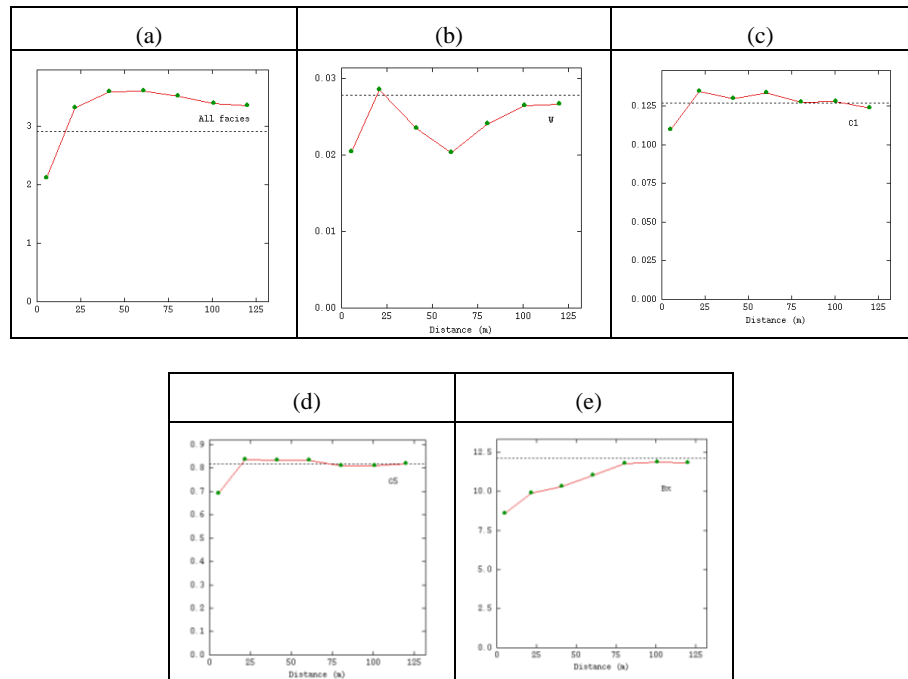 (a) (b) (c)
3
2
1
0
All facies
0 25 50 75 100 125
0.03
0.02
0.01
0.00
W
0 25 50 75 100 125
Distance (m)
0.125
0.100
0.075
0.050
0.025
0.000
C1
0 25 50 75 100 125
Distance (m)
(d) (e)
0.9
0.8
0.7
0.6
0.5
0.4
0.3
0.2
0.1
0.0
C5
0 25 50 75 100 125
Distance (m)
12.5
10.0
7.5
5.0
2.5
0.0
Bx
0 25 50 75 100 125
Distance (m)